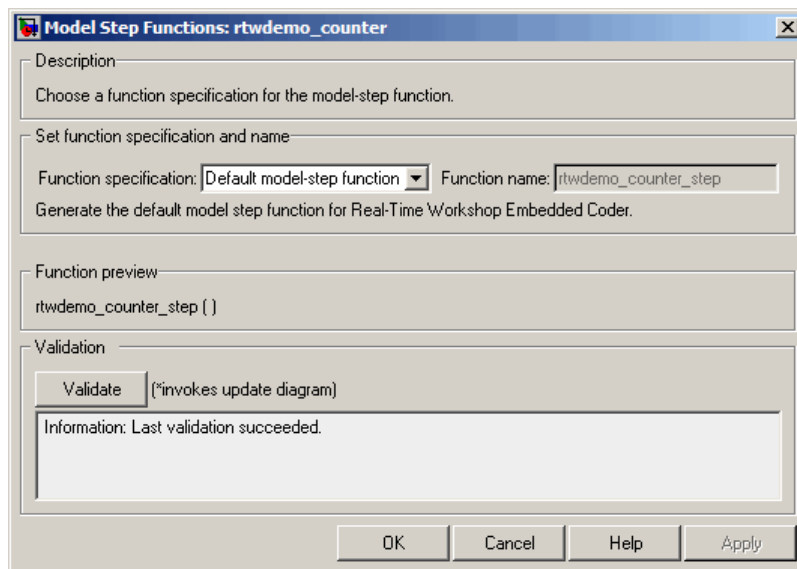 Model Step Functions: rtwdemo_counter
Description
Choose a function specification for the model-step function.
Set function specification and name
Function specification: Default model-step function Function name: rtwdemo_counter_step
Generate the default model step function for Real-Time Workshop Embedded Coder.
Function preview
rtwdemo_counter_step ( )
Validation
Validate (*invokes update diagram)
Information: Last validation succeeded.
OK Cancel Help Apply